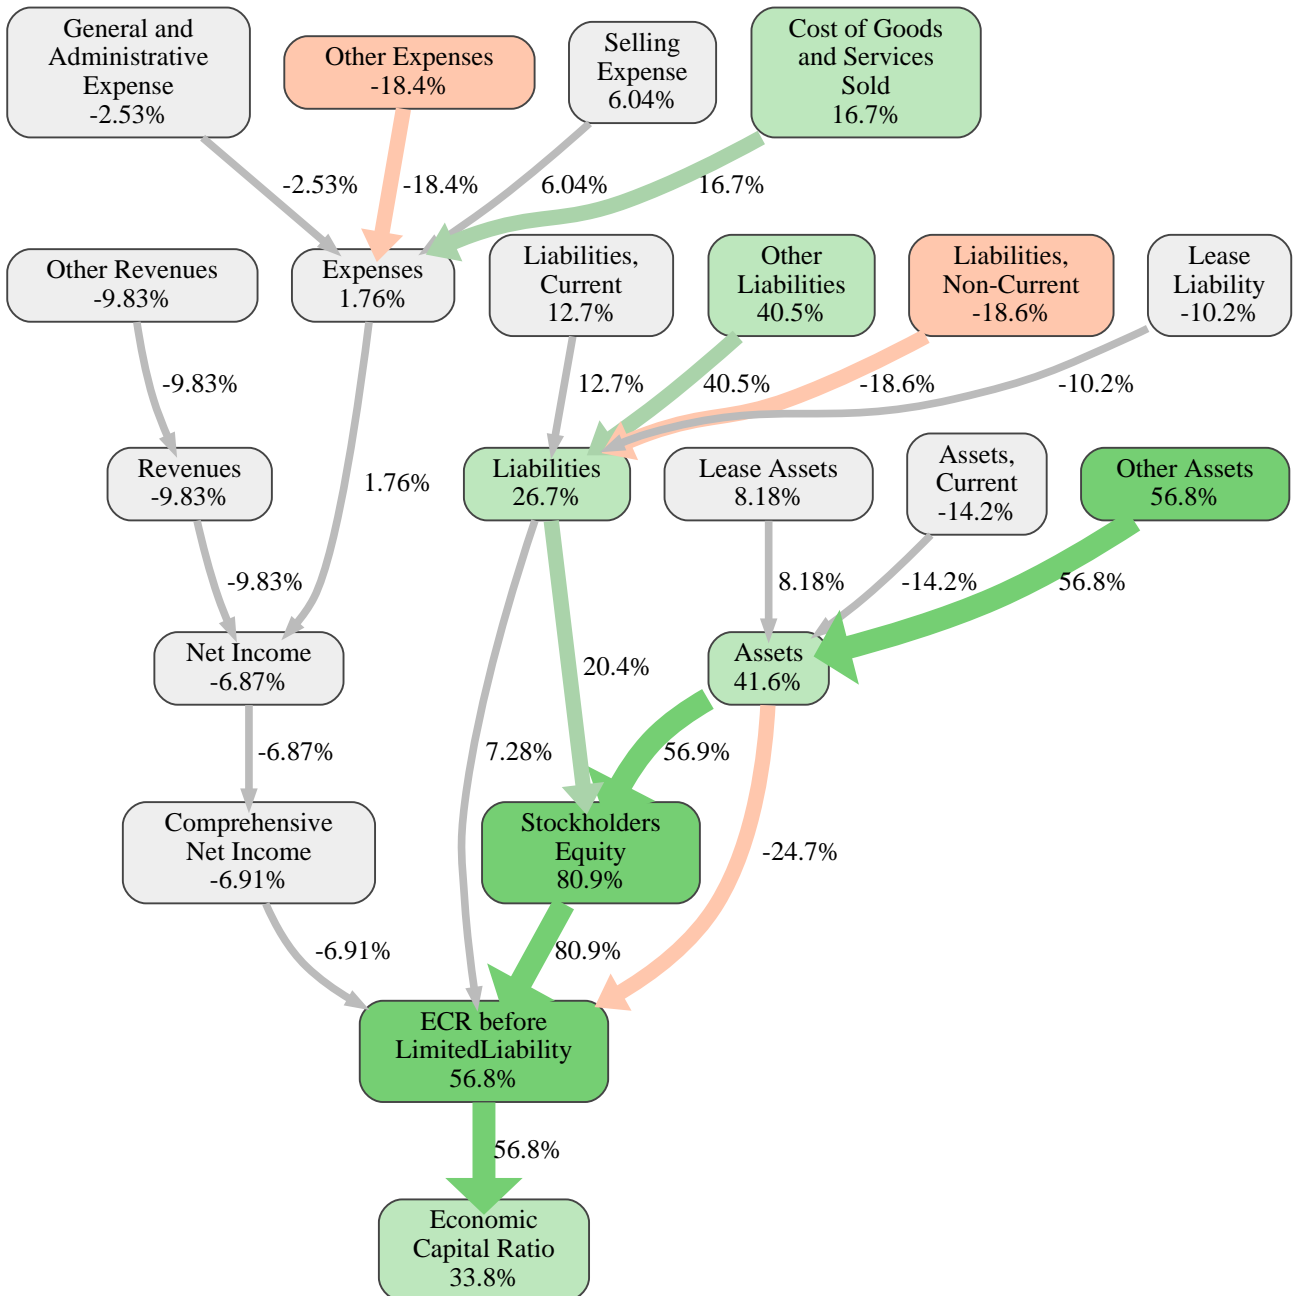 General and
Administrative
Expense
-2.53%
Other Expenses
-18.4%
Selling
Expense
6.04%
Cost of Goods
and Services
Sold
16.7%
-2.53%
-18.4%
6.04%
16.7%
Other Revenues
-9.83%
Expenses
1.76%
Liabilities,
Current
12.7%
Other
Liabilities
40.5%
Liabilities,
Non-Current
-18.6%
Lease
Liability
-10.2%
-9.83%
12.7%
40.5%
-18.6%
-10.2%
Revenues
-9.83%
1.76%
Liabilities
26.7%
Lease Assets
8.18%
Assets,
Current
-14.2%
Other Assets
56.8%
-9.83%
8.18%
-14.2%
56.8%
Net Income
-6.87%
20.4%
Assets
41.6%
-6.87%
7.28%
56.9%
Comprehensive
Net Income
-6.91%
Stockholders
Equity
80.9%
-24.7%
-6.91%
80.9%
ECR before
LimitedLiability
56.8%
56.8%
Economic
Capital Ratio
33.8%